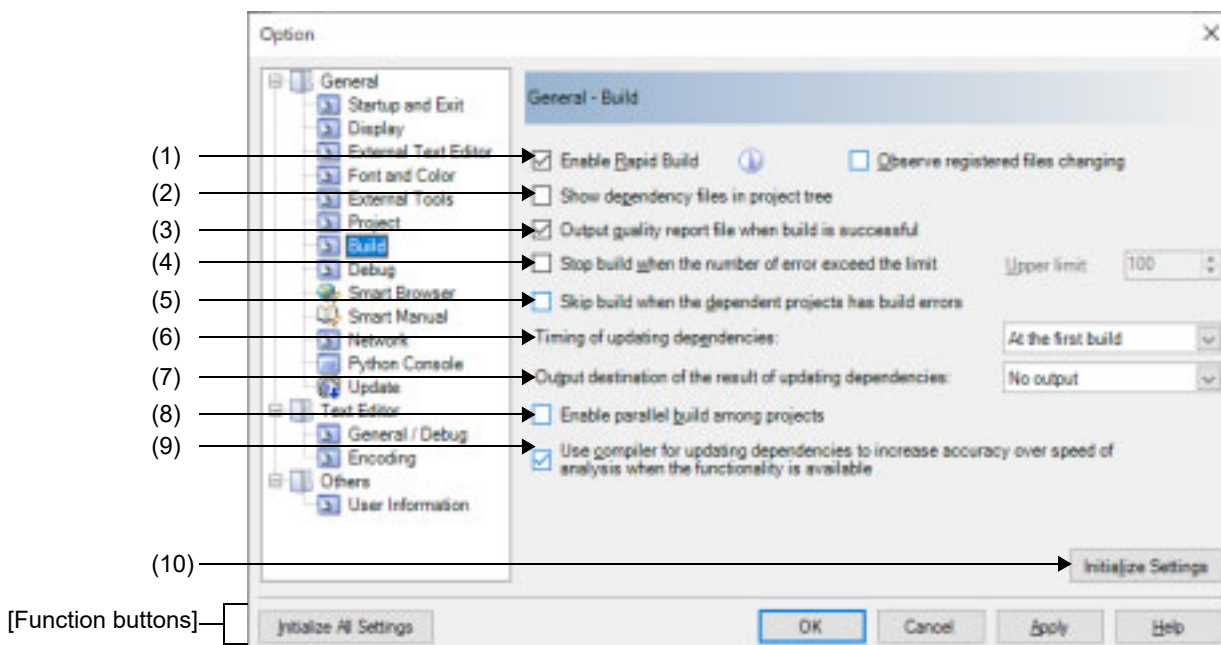 Option
General
Startup and Exit
Display
External Text Editor
Font and Color
External Tools
Project
Build
Debug
Smart Browser
Smart Manual
Network
Python Console
Update
Text Editor
General / Debug
Encoding
Others
User Information
General - Build
(1)
Enable Rapid Build
Observe registered files changing
(2)
Show dependency files in project tree
(3)
Output quality report file when build is successful
(4)
Stop build when the number of error exceed the limit
Upper limit:
100
(5)
Skip build when the dependent projects has build errors
(6)
Timing of updating dependencies:
At the first build
(7)
Output destination of the result of updating dependencies:
No output
(8)
Enable parallel build among projects
(9)
Use compiler for updating dependencies to increase accuracy over speed of
analysis when the functionality is available
(10)
Initialize Settings
[Function buttons]
Initialize All Settings
OK
Cancel
Apply
Help